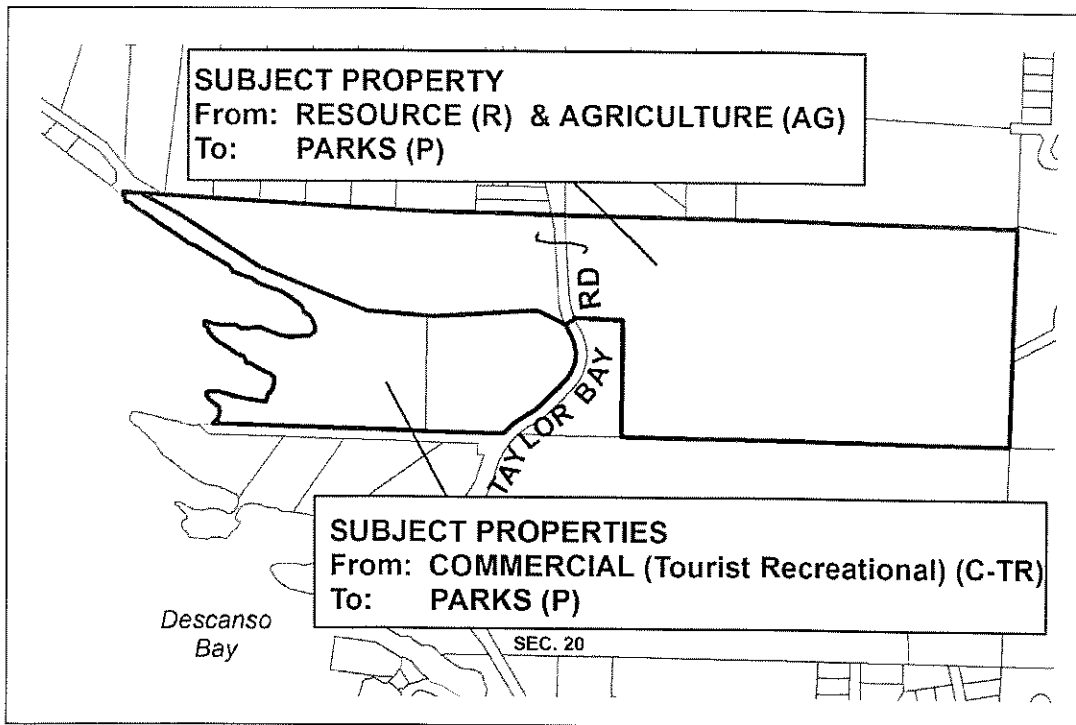 SUBJECT PROPERTY
From: RESOURCE (R) & AGRICULTURE (AG)
To: PARKS (P)
TAYLOR BAY RD
SUBJECT PROPERTIES
From: COMMERCIAL (Tourist Recreational) (C-TR)
To: PARKS (P)
Descanso
Bay
SEC. 20